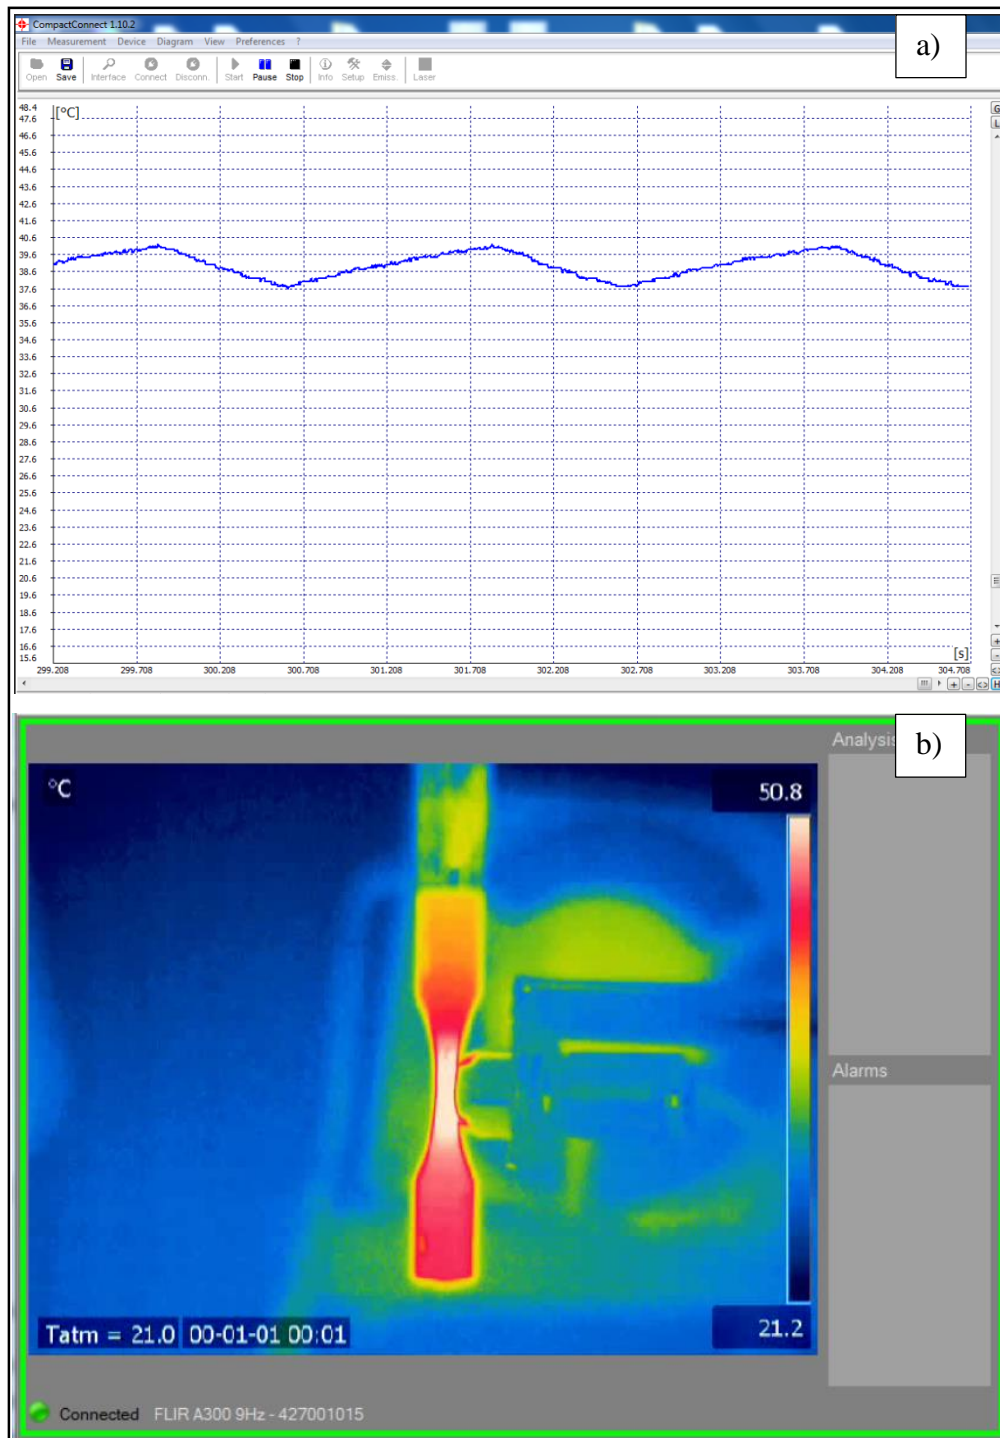 CompactConnect 1.10.2
a)
File Measurement Device Diagram View Preferences ?
Open Save Interface Connect Disconn. Start Pause Stop Info Setup Emiss. Laser
[°C]
48.4
47.6
46.6
45.6
44.6
43.6
42.6
41.6
40.6
39.6
38.6
37.6
36.6
35.6
34.6
33.6
32.6
31.6
30.6
29.6
28.6
27.6
26.6
25.6
24.6
23.6
22.6
21.6
20.6
19.6
18.6
17.6
16.6
15.6
G
L
[s]
299.208 299.708 300.208 300.708 301.208 301.708 302.208 302.708 303.208 303.708 304.208 304.708
+ - <> H
b)
Analysis
°C
50.8
Alarms
21.2
Tatm = 21.0 00-01-01 00:01
Connected FLIR A300 9Hz - 427001015